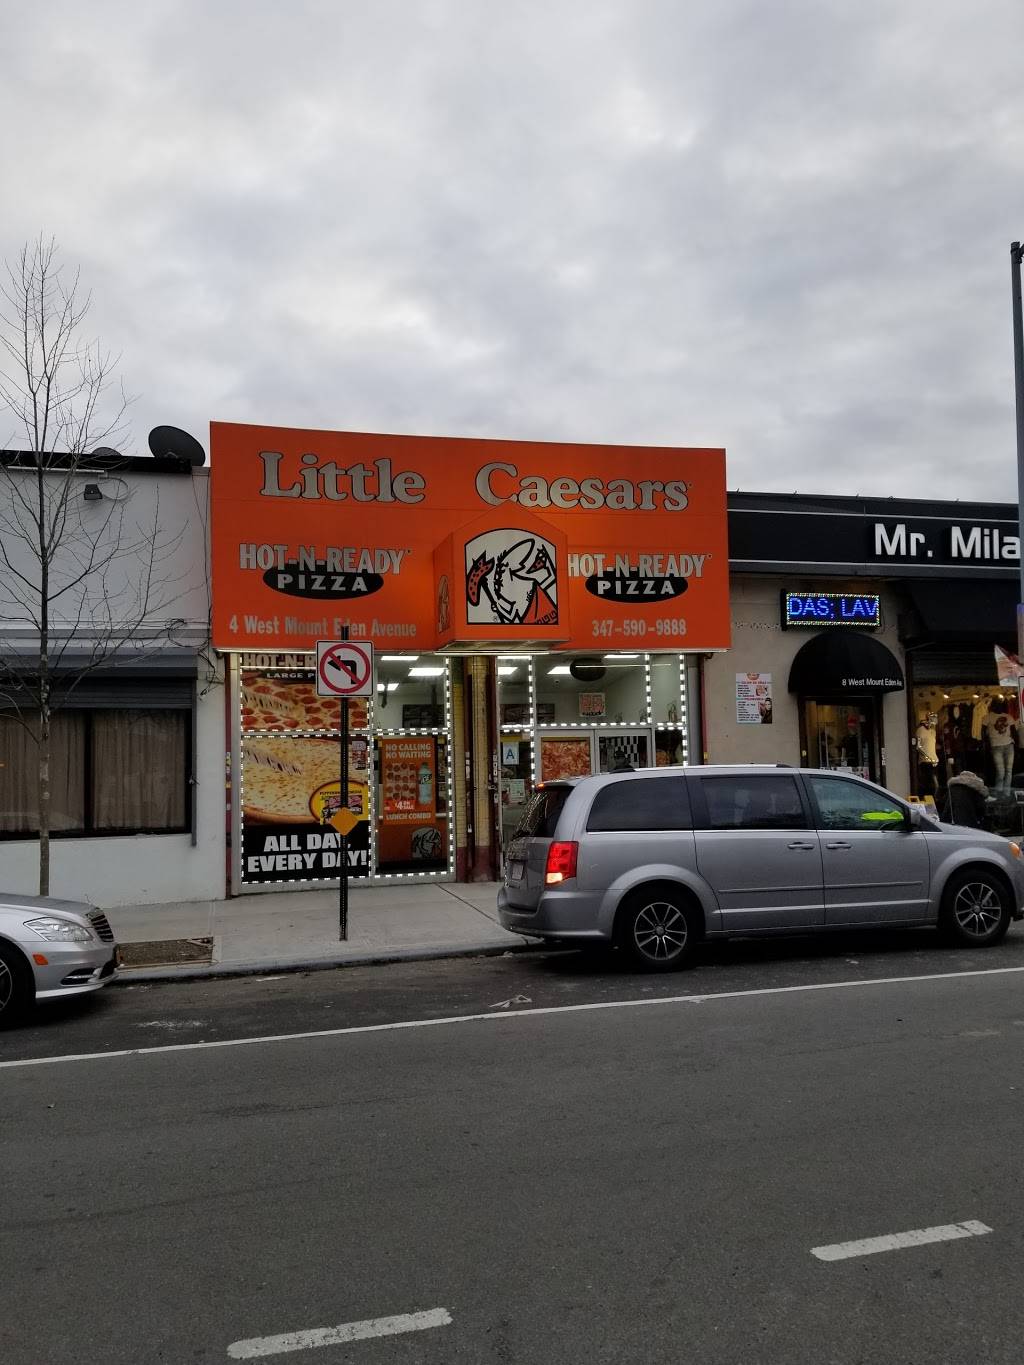 Little Caesars
HOT-N-READY
PIZZA
HOT-N-READY
PIZZA
4 West Mount Eden Avenue
347-590-9888
Mr. Mila
DAS; LAV
8 West Mount Eden Ave
LARGE
NO CALLING
NO WAITING
LUNCH COMBO
A
ALL DAY,
EVERY DAY!